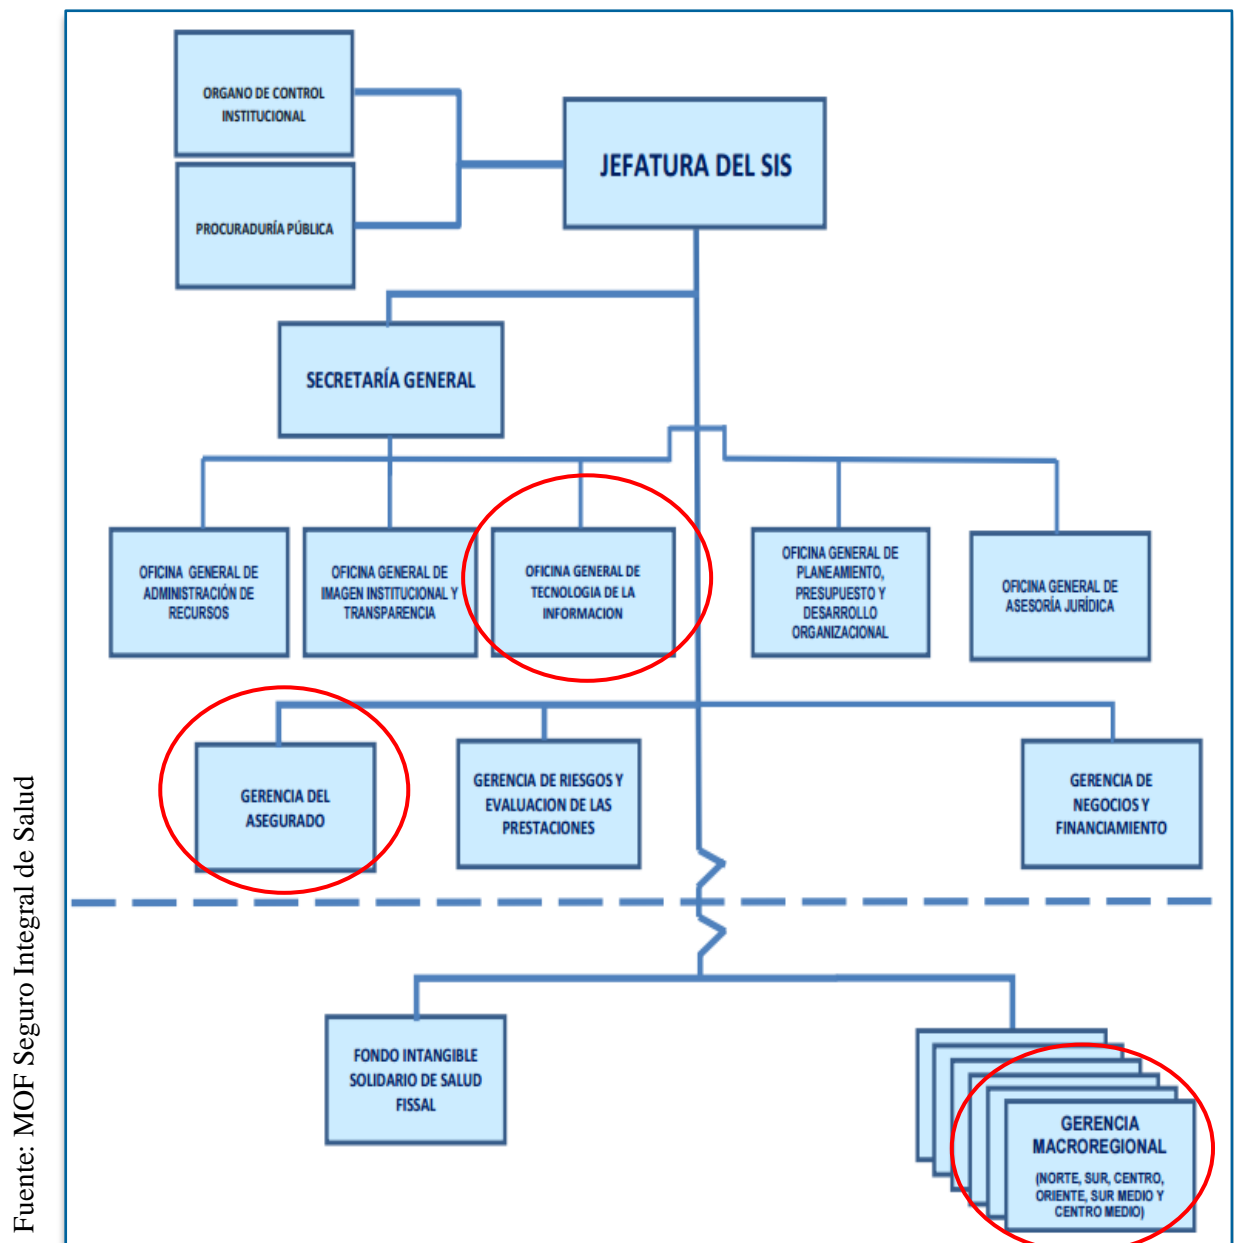 ORGANO DE CONTROL
INSTITUCIONAL
PROCURADURÍA PÚBLICA
JEFATURA DEL SIS
SECRETARÍA GENERAL
OFICINA GENERAL DE
ADMINISTRACIÓN DE
RECURSOS
OFICINA GENERAL DE
IMAGEN INSTITUCIONAL Y
TRANSPARENCIA
OFICINA GENERAL DE
TECNOLOGIA DE LA
INFORMACION
OFICINA GENERAL DE
PLANEAMIENTO,
PRESUPUESTO Y
DESARROLLO
ORGANIZACIONAL
OFICINA GENERAL DE
ASESORÍA JURÍDICA
GERENCIA DEL
ASEGURADO
GERENCIA DE RIESGOS Y
EVALUACION DE LAS
PRESTACIONES
GERENCIA DE
NEGOCIOS Y
FINANCIAMIENTO
FONDO INTANGIBLE
SOLIDARIO DE SALUD
FISSAL
GERENCIA
MACROREGIONAL
(NORTE, SUR, CENTRO,
ORIENTE, SUR MEDIO Y
CENTRO MEDIO)
Fuente: MOF Seguro Integral de Salud